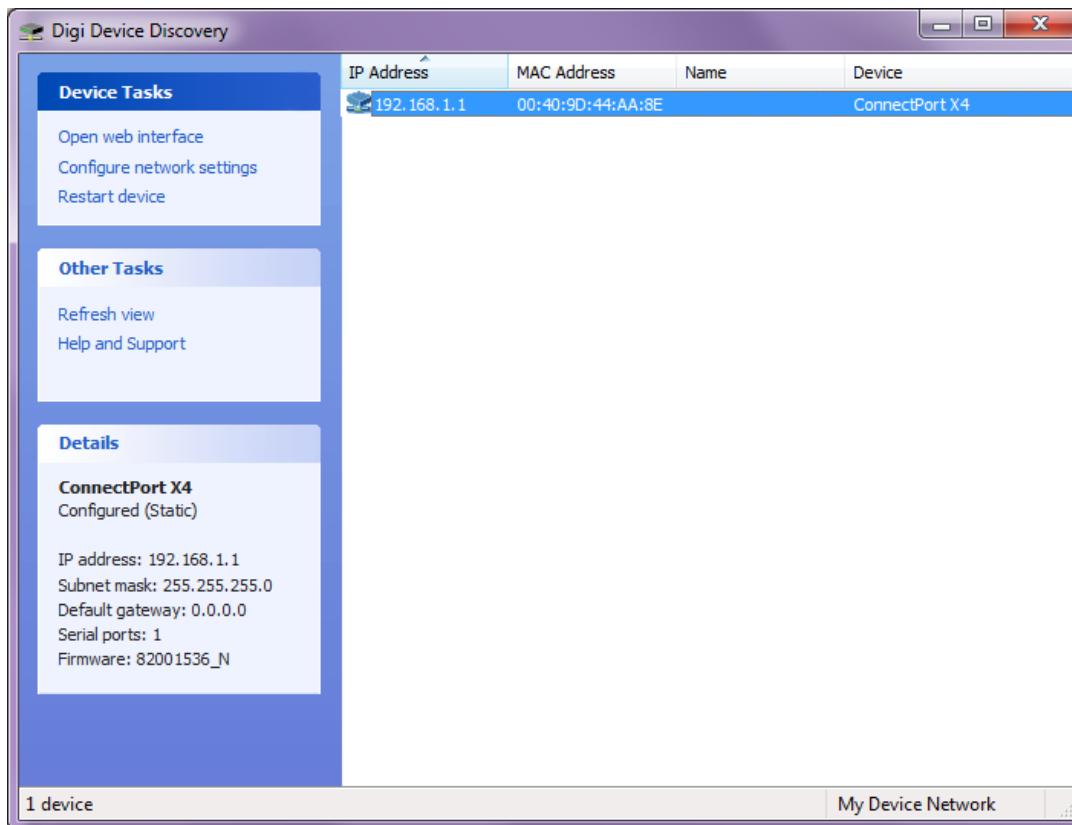 Digi Device Discovery
Device Tasks
Open web interface
Configure network settings
Restart device
Other Tasks
Refresh view
Help and Support
Details
ConnectPort X4
Configured (Static)
IP address: 192.168.1.1
Subnet mask: 255.255.255.0
Default gateway: 0.0.0.0
Serial ports: 1
Firmware: 82001536_N
IP Address MAC Address Name Device
192.168.1.1 00:40:9D:44:AA:8E ConnectPort X4
1 device My Device Network